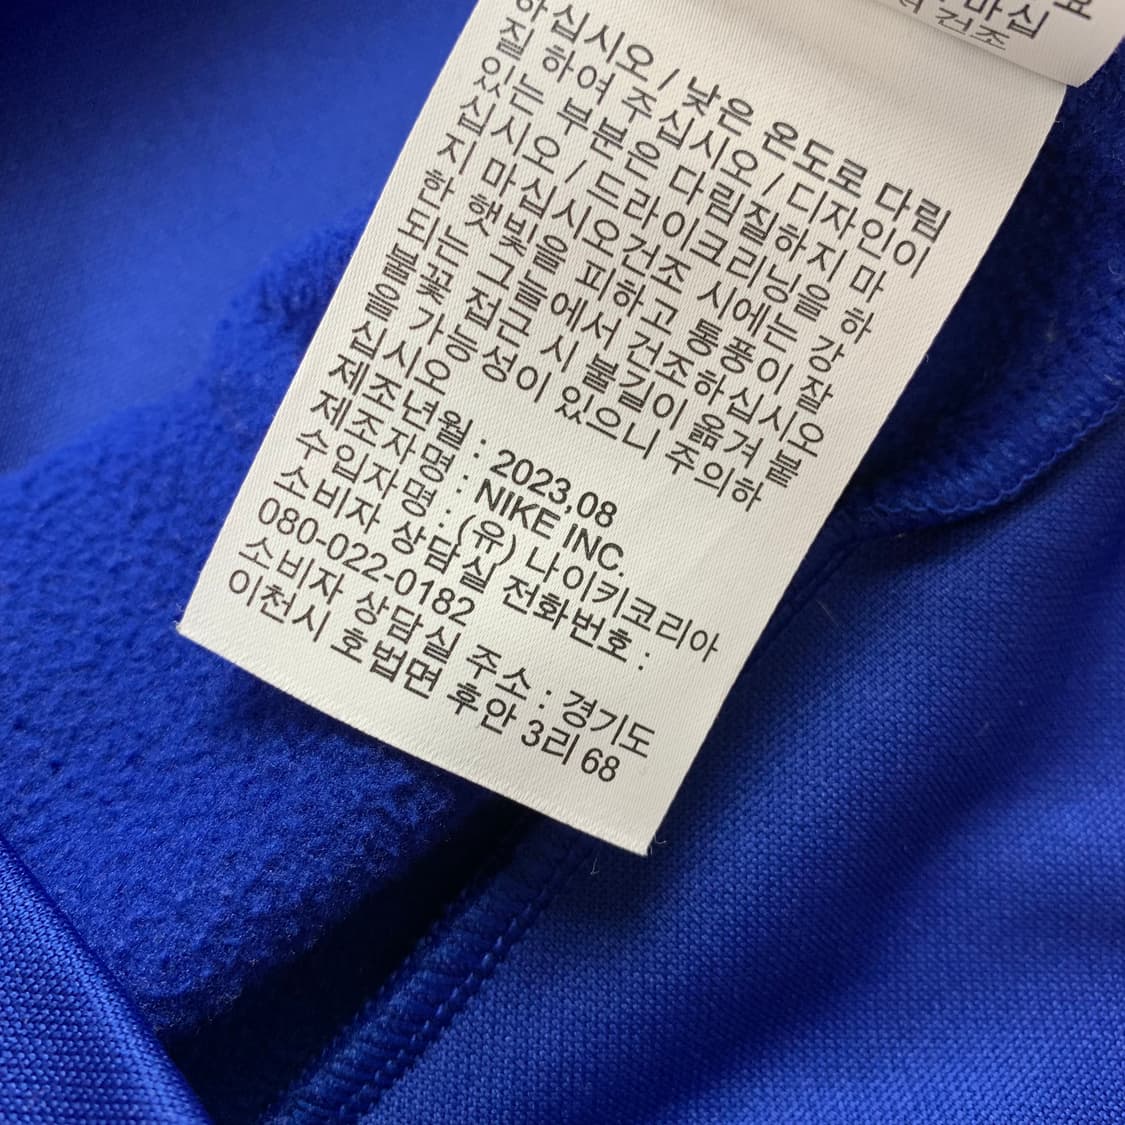 마십
건조
하십시오 / 낮은 온도로 다림
질 하여 주십시오 / 디자인이
있는 부분은 다림질하지 마
십시오 / 드라이크리닝을 하
지 마십시오건조 시에는 강
한 햇빛을 피하고 통풍이 잘
되는 그늘에서 건조하십시오
불꽃 접근 시 불길이 옮겨 붙
을 가능성이 있으니 주의하
십시오
제조년월 : 2023,08
제조자명 : NIKE INC.
수입자명 : (유) 나이키코리아
소비자 상담실 전화번호 :
080-022-0182
소비자 상담실 주소 : 경기도
이천시 호법면 후안 3리 68